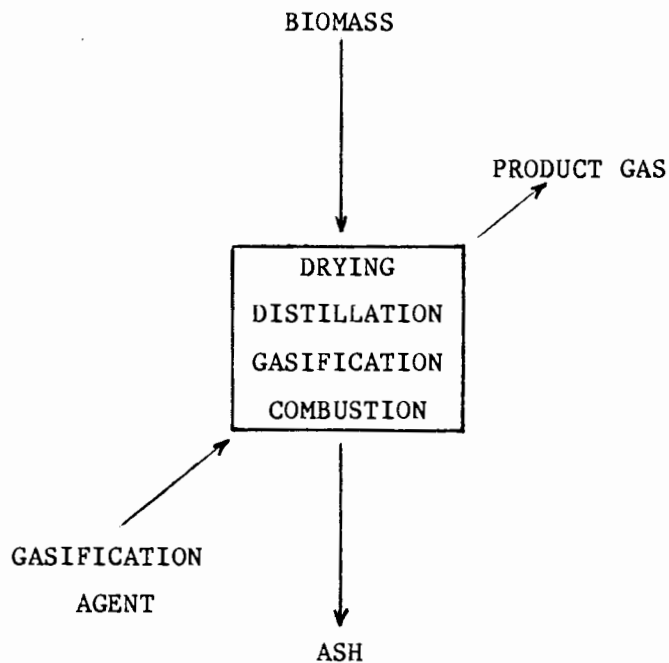 BIOMASS
PRODUCT GAS
DRYING
DISTILLATION
GASIFICATION
COMBUSTION
GASIFICATION
AGENT
ASH